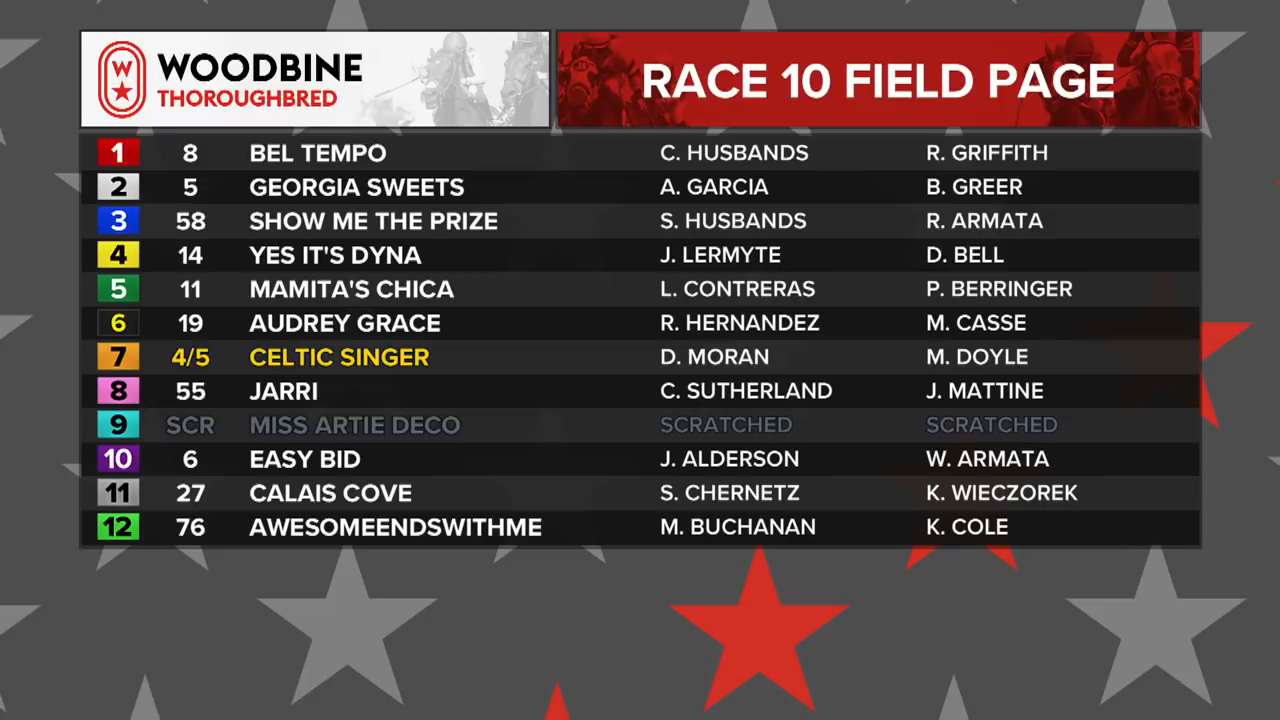 W
WOODBINE
THOROUGHBRED
RACE 10 FIELD PAGE
1 8 BEL TEMPO C. HUSBANDS R. GRIFFITH
2 5 GEORGIA SWEETS A. GARCIA B. GREER
3 58 SHOW ME THE PRIZE S. HUSBANDS R. ARMATA
4 14 YES IT'S DYNA J. LERMYTE D. BELL
5 11 MAMITA'S CHICA L. CONTRERAS P. BERRINGER
6 19 AUDREY GRACE R. HERNANDEZ M. CASSE
7 4/5 CELTIC SINGER D. MORAN M. DOYLE
8 55 JARRI C. SUTHERLAND J. MATTINE
9 SCR MISS ARTIE DECO SCRATCHED SCRATCHED
10 6 EASY BID J. ALDERSON W. ARMATA
11 27 CALAIS COVE S. CHERNETZ K. WIECZOREK
12 76 AWESOMEENDSWITHME M. BUCHANAN K. COLE